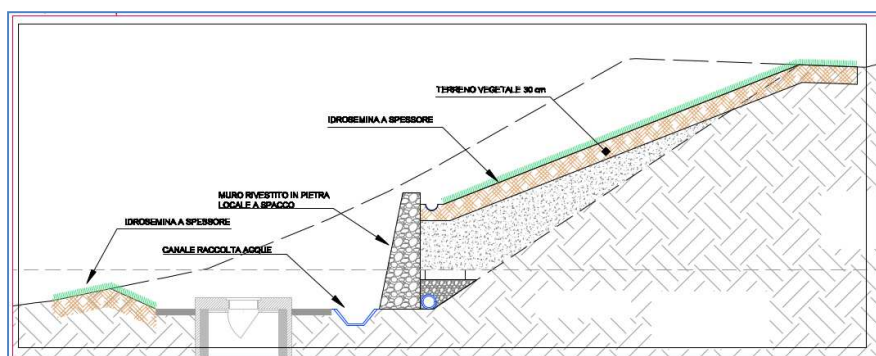 TERRENO VEGETALE 30 cm
IDROSEMINA A SPESSORE
MURO RIVESTITO IN PIETRA
LOCALE A SPACCO
IDROSEMINA A SPESSORE
CANALE RACCOLTA ACQUE